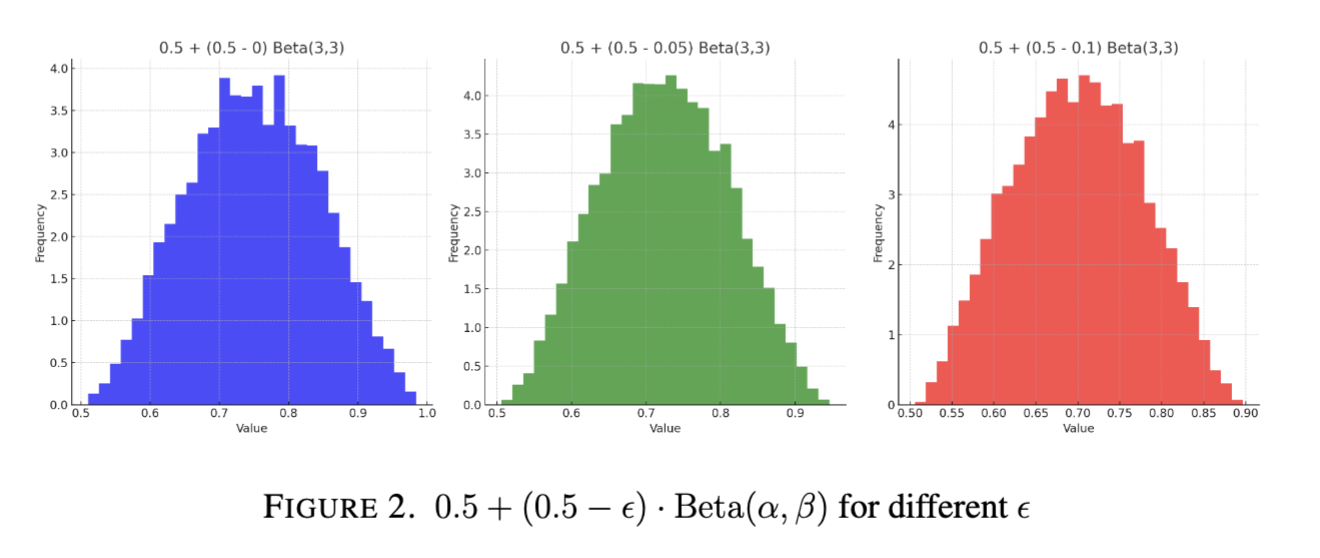 0.5 + (0.5 - 0) Beta(3,3)
4.0
3.5
3.0
2.5
2.0
1.5
1.0
0.5
0.0
Frequency
0.5 0.6 0.7 0.8 0.9 1.0
Value
0.5 + (0.5 - 0.05) Beta(3,3)
4.0
3.5
3.0
2.5
2.0
1.5
1.0
0.5
0.0
Frequency
0.5 0.6 0.7 0.8 0.9
Value
0.5 + (0.5 - 0.1) Beta(3,3)
4
3
2
1
0
Frequency
0.50 0.55 0.60 0.65 0.70 0.75 0.80 0.85 0.90
Value
FIGURE 2. 0.5 + (0.5 − ϵ) · Beta(α, β) for different ϵ